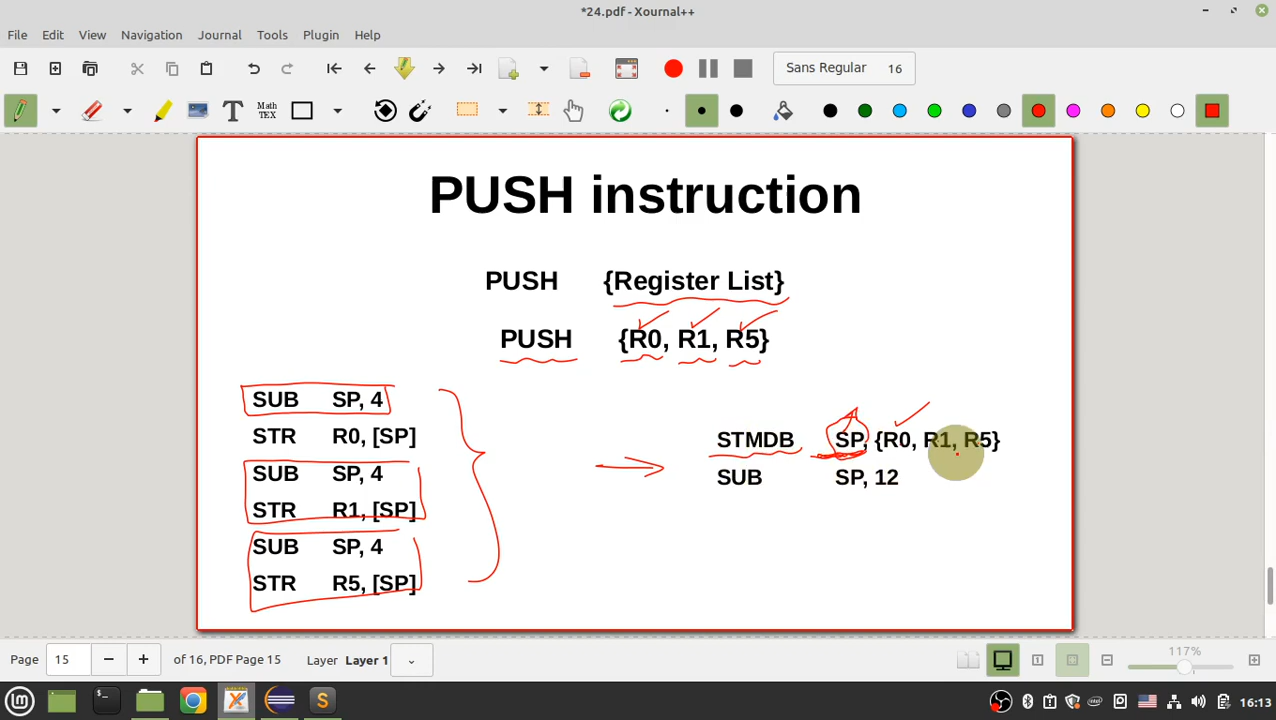 *24.pdf - Xournal++
File Edit View Navigation Journal Tools Plugin Help
Sans Regular 16
T Math TEX
PUSH instruction
PUSH {Register List}
PUSH {R0, R1, R5}
SUB SP, 4
STR R0, [SP]
SUB SP, 4
STR R1, [SP]
SUB SP, 4
STR R5, [SP]
STMDB SP, {R0, R1, R5}
SUB SP, 12
Page 15 of 16, PDF Page 15 Layer Layer 1 117%
16:13